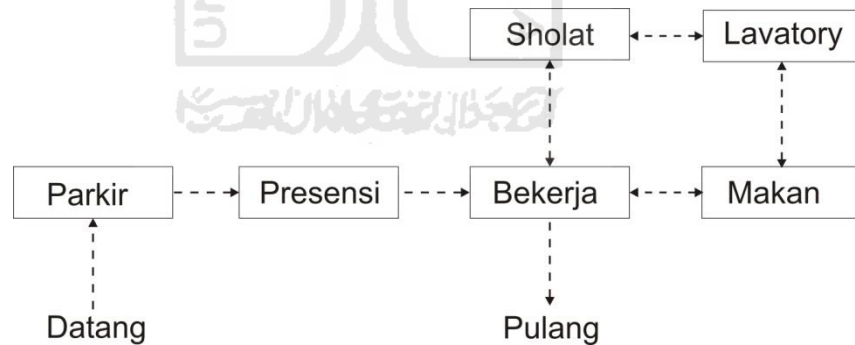 Sholat
Lavatory
Parkir
Presensi
Bekerja
Makan
Datang
Pulang